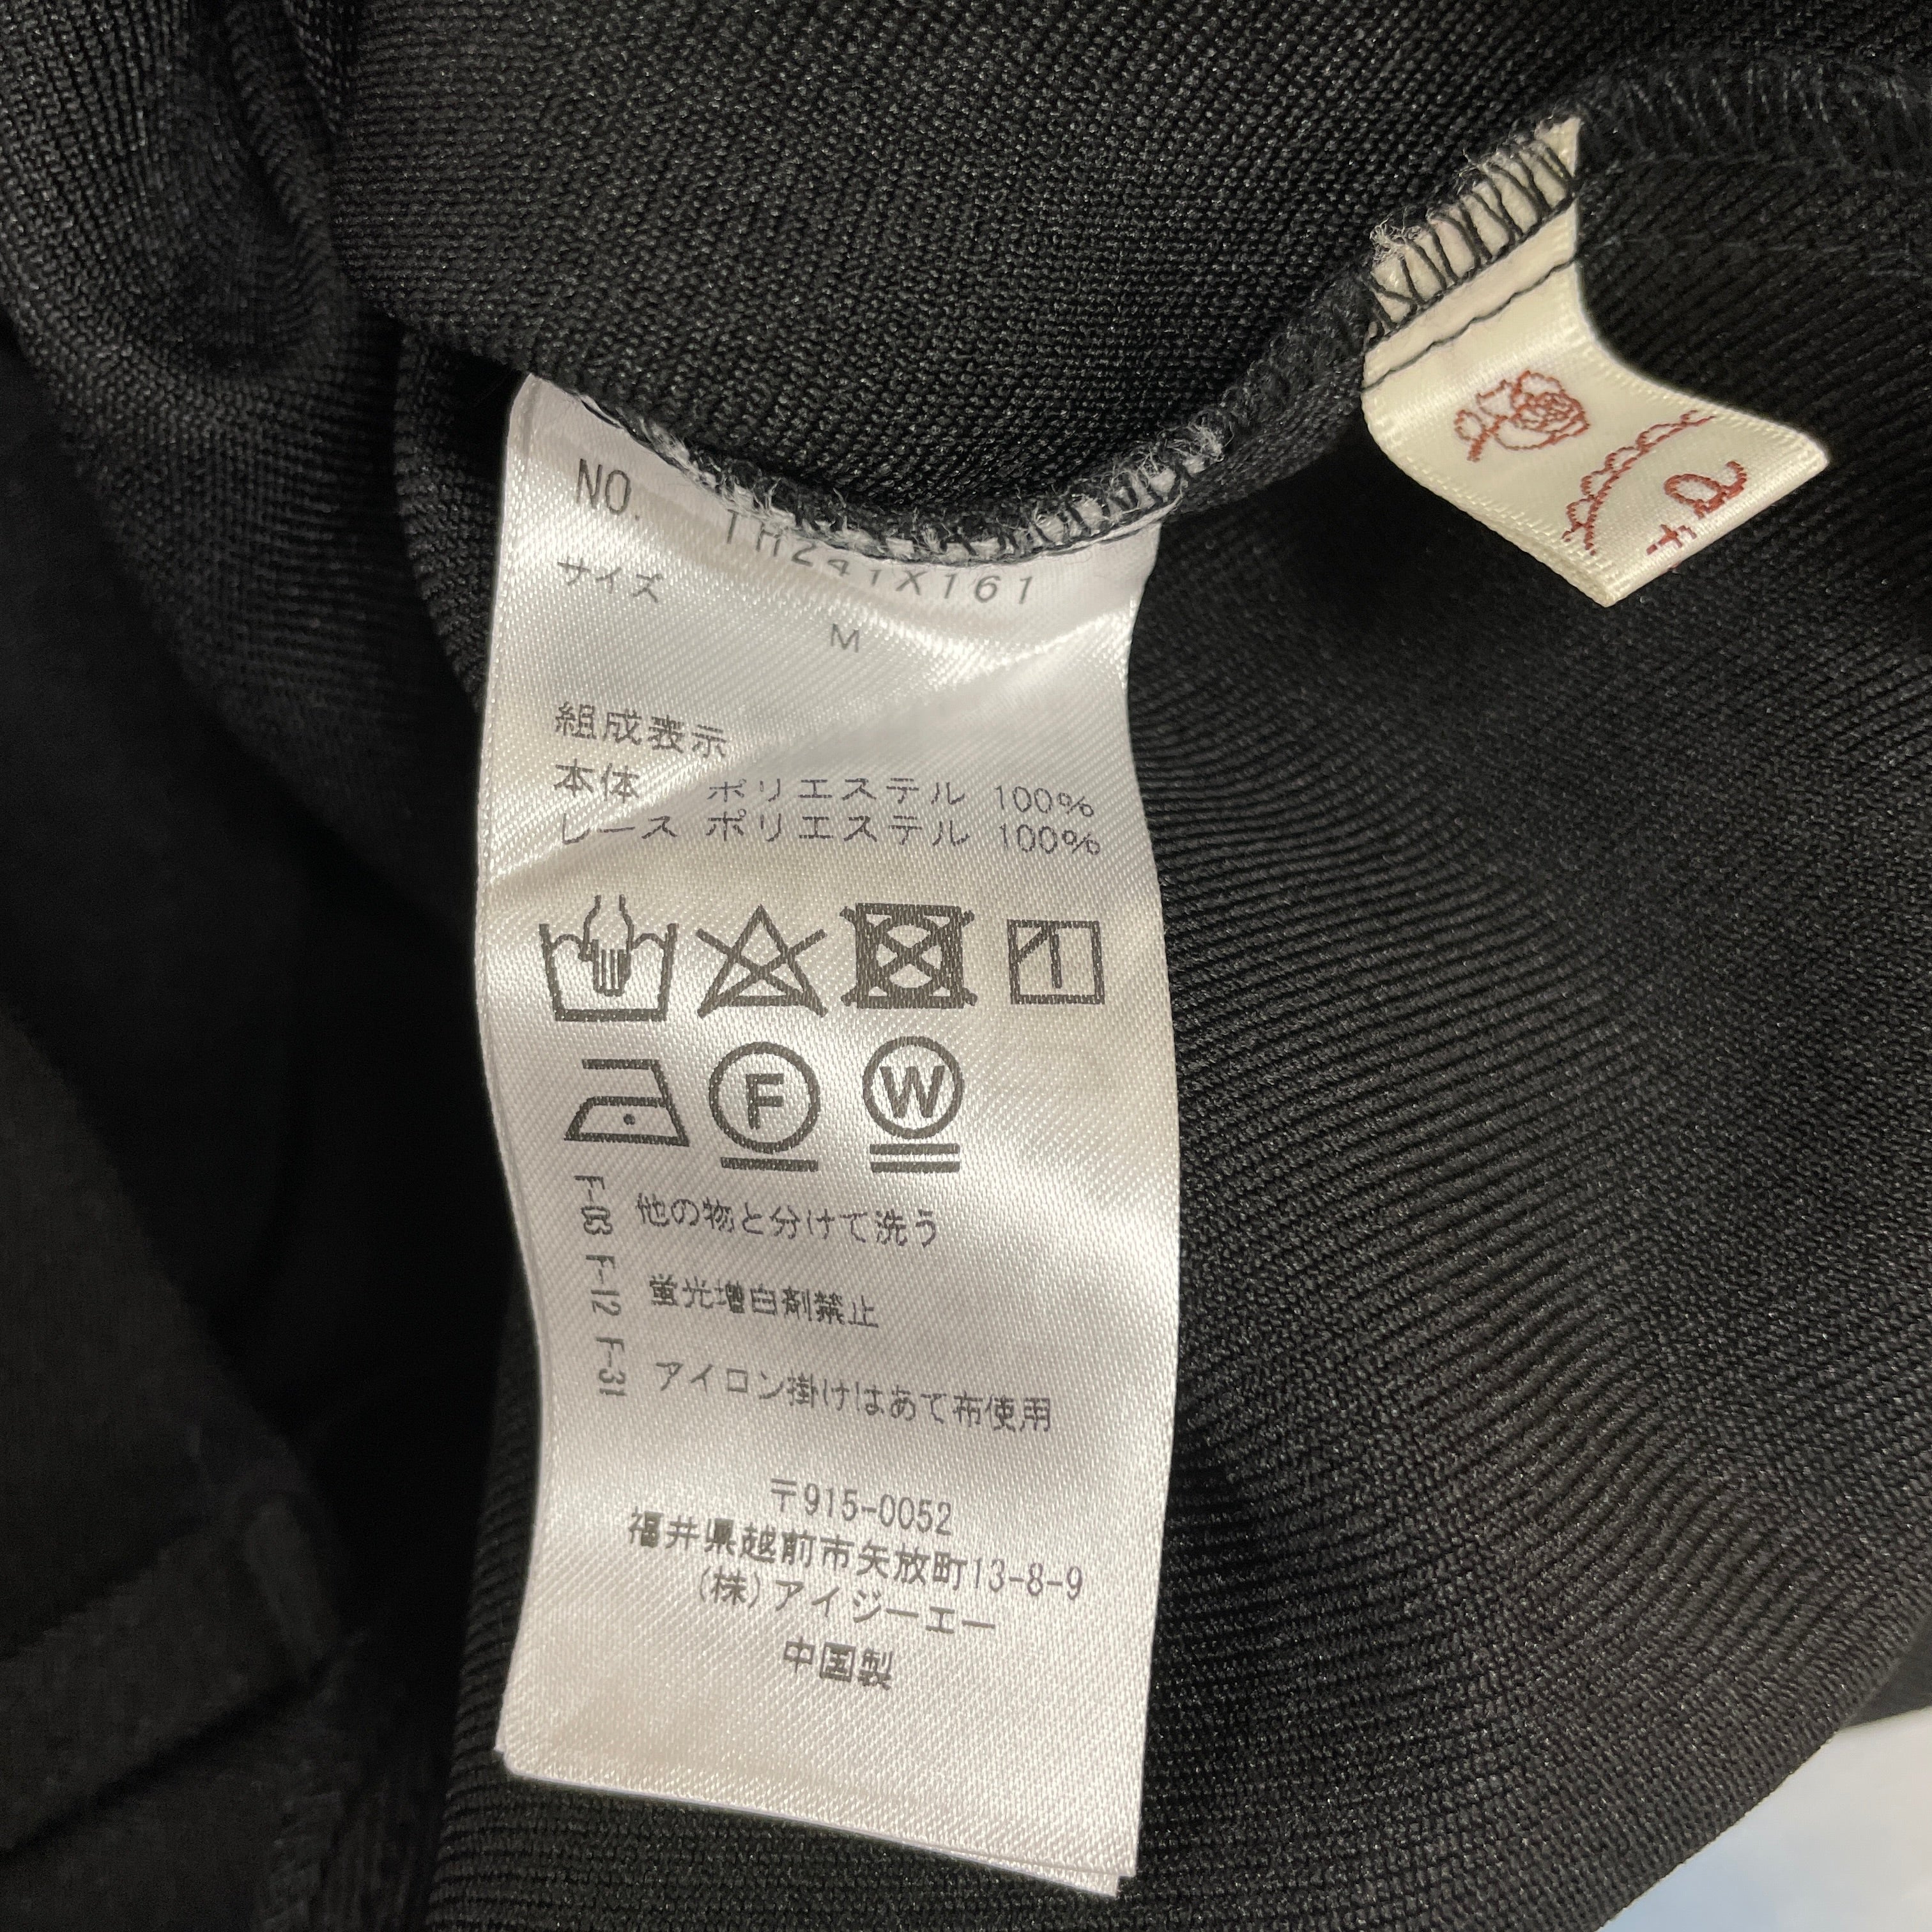 NO. TH241X161
サイズ
M
組成表示
本体 ポリエステル 100%
レース ポリエステル 100%
F
W
F-03 他の物と分けて洗う
F-12 蛍光増白剤禁止
F-31 アイロン掛けはあて布使用
〒915-0052
福井県越前市矢放町13-8-9
(株)アイジーエー
中国製
a+